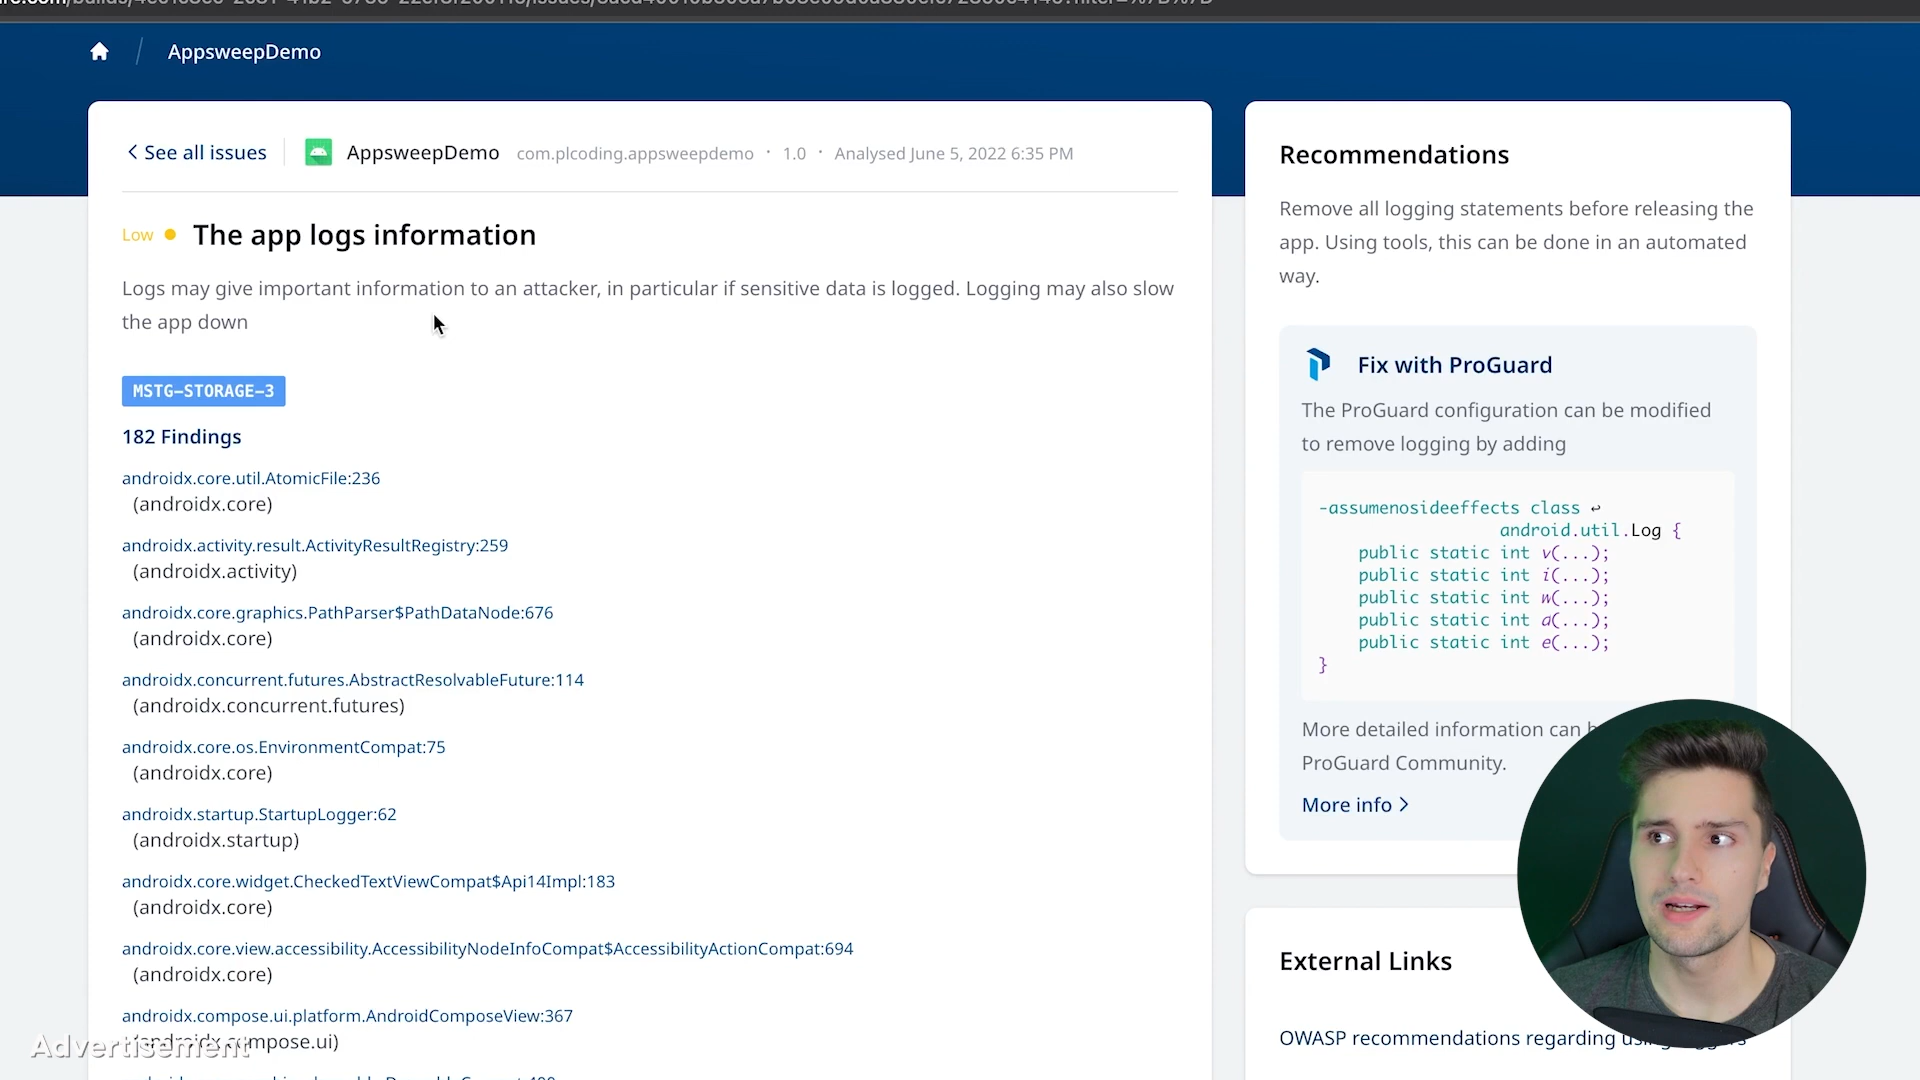 AppsweepDemo
See all issues
AppsweepDemo com.plcoding.appsweepdemo · 1.0 · Analysed June 5, 2022 6:35 PM
Low
The app logs information
Logs may give important information to an attacker, in particular if sensitive data is logged. Logging may also slow
the app down
MSTG-STORAGE-3
182 Findings
androidx.core.util.AtomicFile:236
(androidx.core)
androidx.activity.result.ActivityResultRegistry:259
(androidx.activity)
androidx.core.graphics.PathParser$PathDataNode:676
(androidx.core)
androidx.concurrent.futures.AbstractResolvableFuture:114
(androidx.concurrent.futures)
androidx.core.os.EnvironmentCompat:75
(androidx.core)
androidx.startup.StartupLogger:62
(androidx.startup)
androidx.core.widget.CheckedTextViewCompat$Api14Impl:183
(androidx.core)
androidx.core.view.accessibility.AccessibilityNodeInfoCompat$AccessibilityActionCompat:694
(androidx.core)
androidx.compose.ui.platform.AndroidComposeView:367
(androidx.compose.ui)
Advertisement
Recommendations
Remove all logging statements before releasing the
app. Using tools, this can be done in an automated
way.
Fix with ProGuard
The ProGuard configuration can be modified
to remove logging by adding
-assumenosideeffects class ↩
android.util.Log {
public static int v(...);
public static int i(...);
public static int w(...);
public static int a(...);
public static int e(...);
}
More detailed information can
ProGuard Community.
More info
External Links
OWASP recommendations regarding